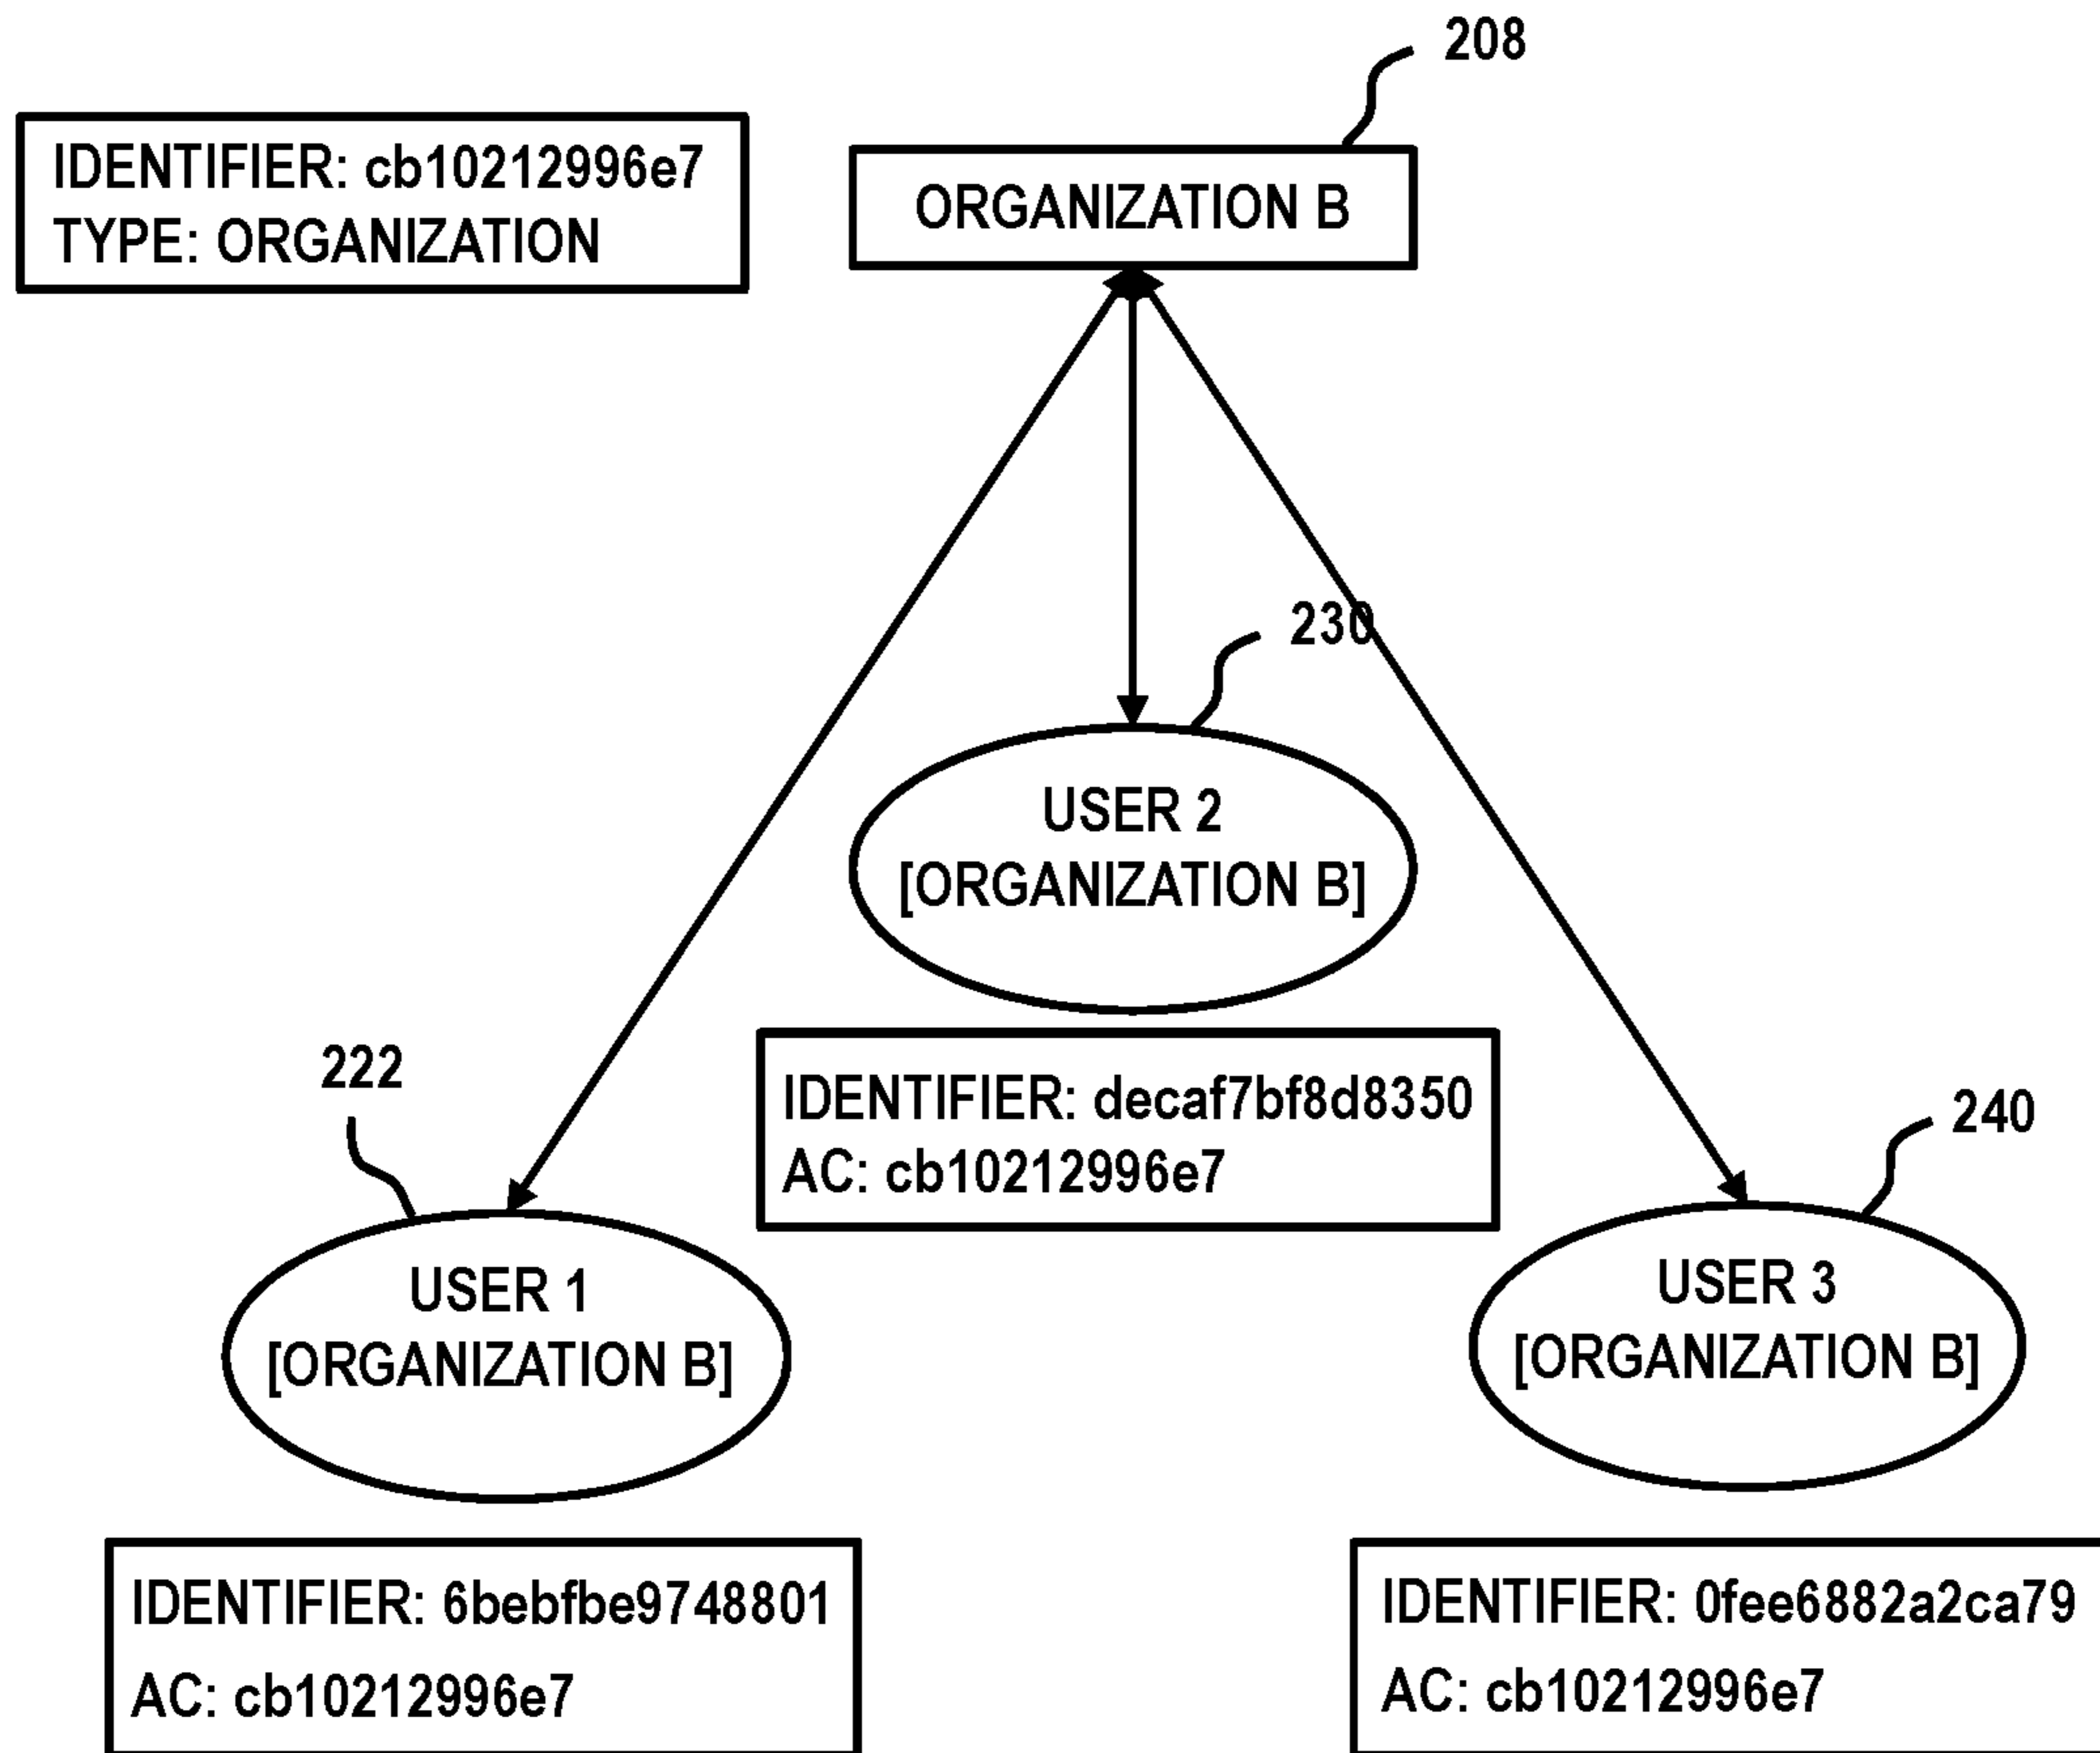 208
IDENTIFIER: cb10212996e7
TYPE: ORGANIZATION
ORGANIZATION B
230
USER 2
[ORGANIZATION B]
222
IDENTIFIER: decaf7bf8d8350
AC: cb10212996e7
240
USER 1
[ORGANIZATION B]
USER 3
[ORGANIZATION B]
IDENTIFIER: 6bebfbe9748801
AC: cb10212996e7
IDENTIFIER: 0fee6882a2ca79
AC: cb10212996e7